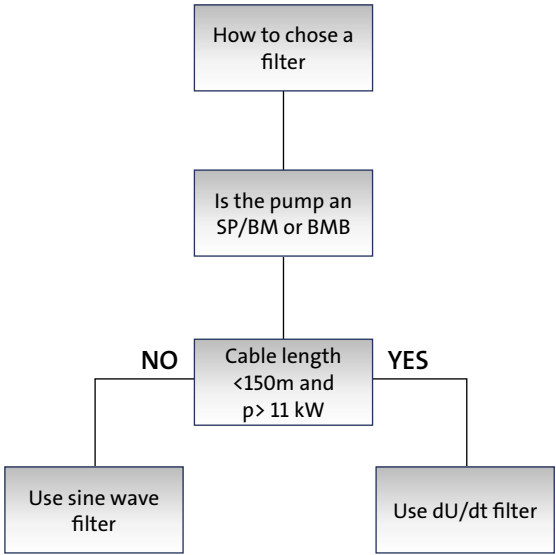 How to chose a
filter
Is the pump an
SP/BM or BMB
NO
Cable length
<150m and
p> 11 kW
YES
Use sine wave
filter
Use dU/dt filter